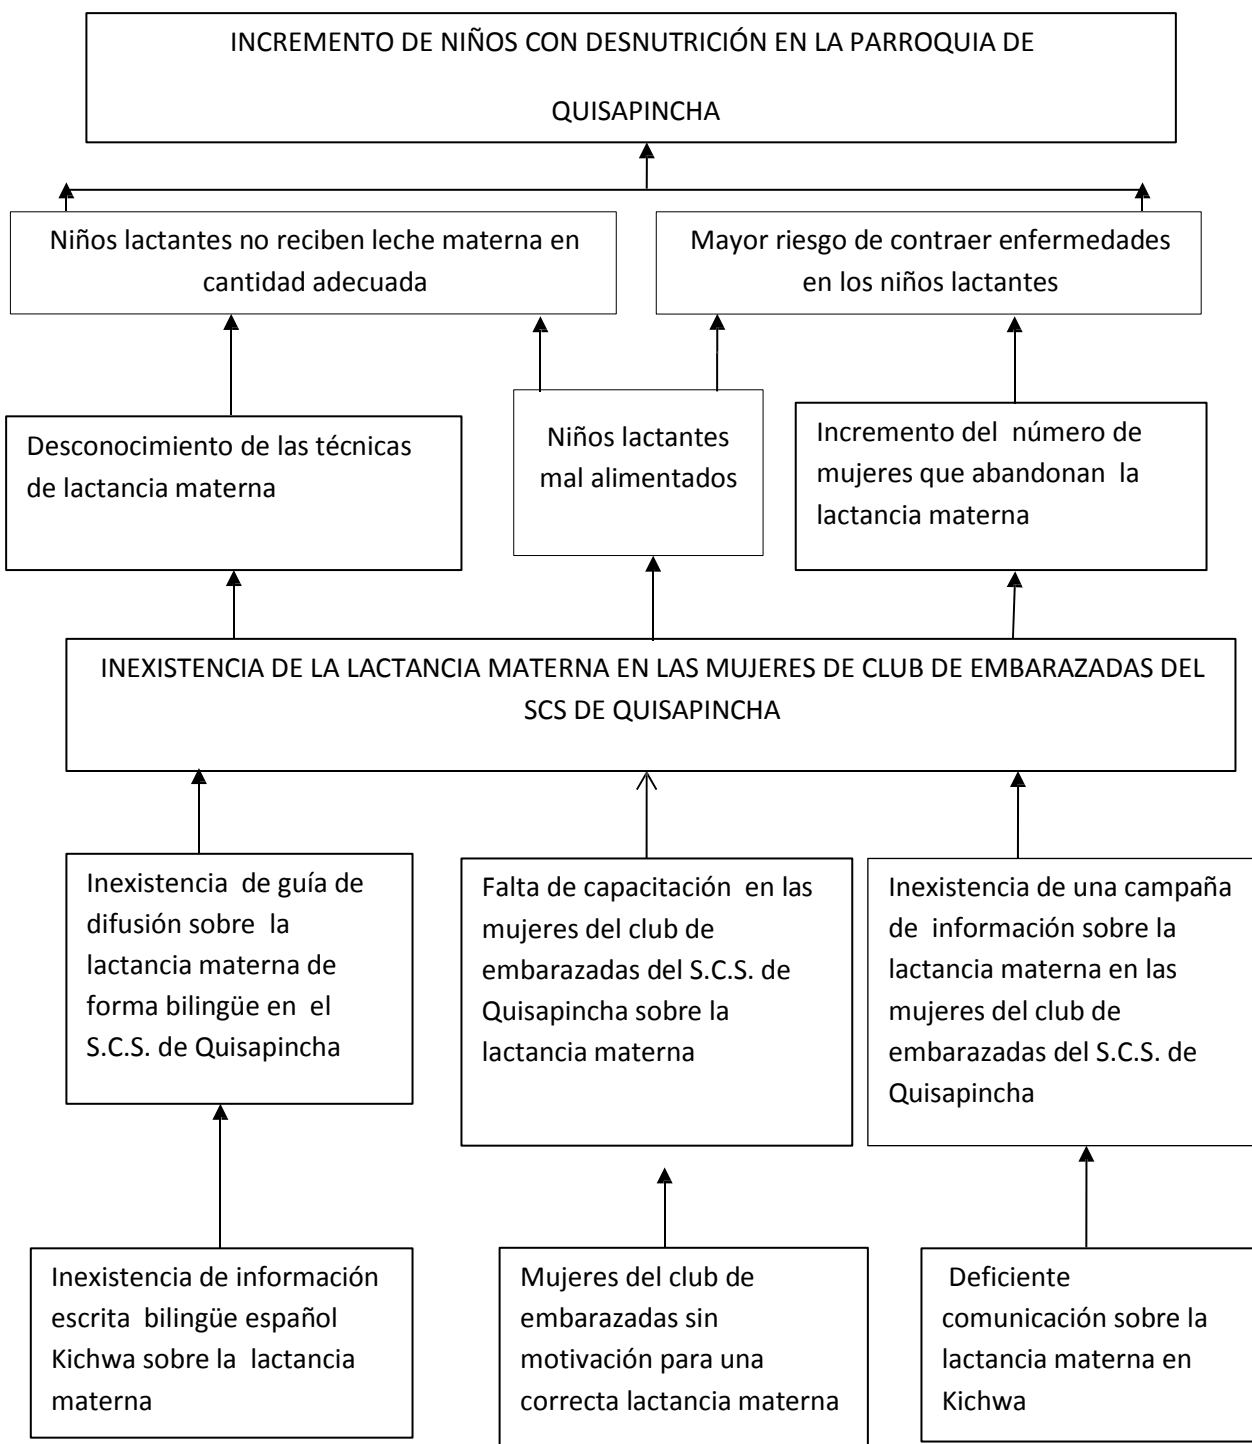 INCREMENTO DE NIÑOS CON DESNUTRICIÓN EN LA PARROQUIA DE
QUISAPINCHA
Niños lactantes no reciben leche materna en
cantidad adecuada
Mayor riesgo de contraer enfermedades
en los niños lactantes
Desconocimiento de las técnicas
de lactancia materna
Niños lactantes
mal alimentados
Incremento del número de
mujeres que abandonan la
lactancia materna
INEXISTENCIA DE LA LACTANCIA MATERNA EN LAS MUJERES DE CLUB DE EMBARAZADAS DEL
SCS DE QUISAPINCHA
Inexistencia de guía de
difusión sobre la
lactancia materna de
forma bilingüe en el
S.C.S. de Quisapincha
Falta de capacitación en las
mujeres del club de
embarazadas del S.C.S. de
Quisapincha sobre la
lactancia materna
Inexistencia de una campaña
de información sobre la
lactancia materna en las
mujeres del club de
embarazadas del S.C.S. de
Quisapincha
Inexistencia de información
escrita bilingüe español
Kichwa sobre la lactancia
materna
Mujeres del club de
embarazadas sin
motivación para una
correcta lactancia materna
Deficiente
comunicación sobre la
lactancia materna en
Kichwa